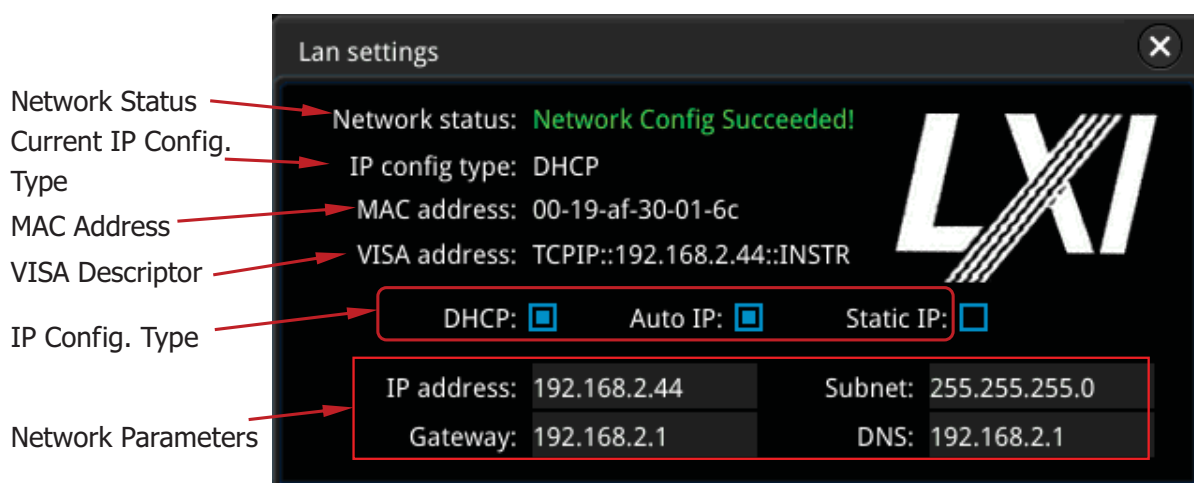 Lan settings
Network Status
Current IP Config.
Type
MAC Address
VISA Descriptor
IP Config. Type
Network Parameters
Network status: Network Config Succeeded!
IP config type: DHCP
MAC address: 00-19-af-30-01-6c
VISA address: TCPIP::192.168.2.44::INSTR
LXI
DHCP: Auto IP: Static IP:
IP address: 192.168.2.44 Subnet: 255.255.255.0
Gateway: 192.168.2.1 DNS: 192.168.2.1